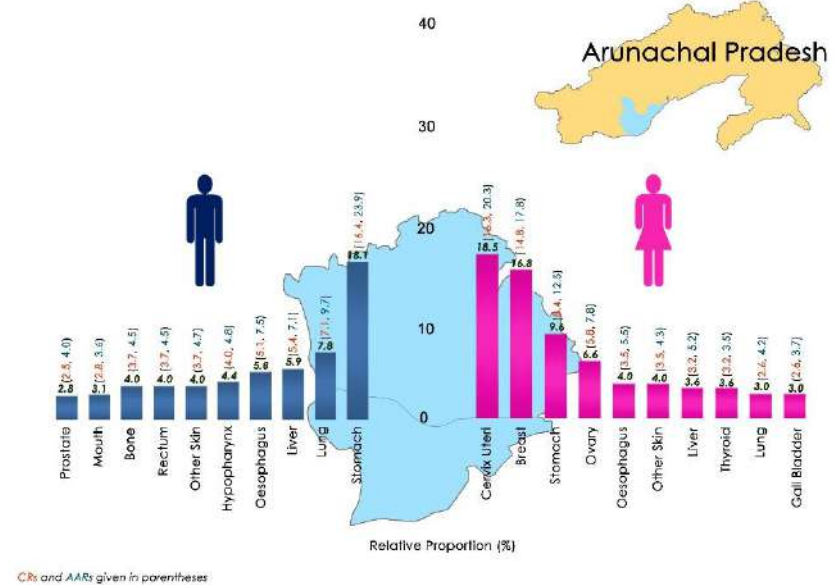 40
Arunachal Pradesh
30
20
10
0
2.8 [2.5, 4.0]
[2.8, 3.6]
4.0 [3.7, 4.5]
4.0 [3.7, 4.5]
4.0 [3.7, 4.7]
4.4 [4.0, 4.8]
5.8 [5.1, 7.5]
5.9 [5.4, 7.1]
7.8 [7.1, 9.7]
18.1 [16.4, 23.9]
18.5 [16.3, 20.3]
16.8 [14.8, 17.8]
9.6 [8.4, 12.5]
6.6 [5.8, 7.8]
4.0 [3.5, 5.5]
4.0 [3.5, 4.3]
3.6 [3.2, 5.2]
3.6 [3.2, 3.5]
3.0 [2.6, 4.2]
3.0 [2.6, 3.7]
Prostate
Mouth
Bone
Rectum
Other Skin
Hypopharynx
Oesophagus
Liver
Lung
Stomach
Cervix Uteri
Breast
Stomach
Ovary
Oesophagus
Other Skin
Liver
Thyroid
Lung
Gall Bladder
Relative Proportion (%)
CRs and AARs given in parentheses